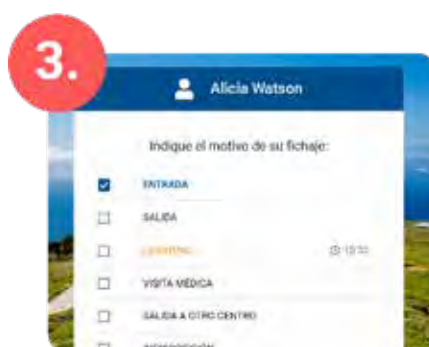 3.
Alicia Watson
Indique el motivo de su fichaje:
ENTRADA
SALIDA
VISITA MÉDICA
SALIDA A OTRO CENTRO